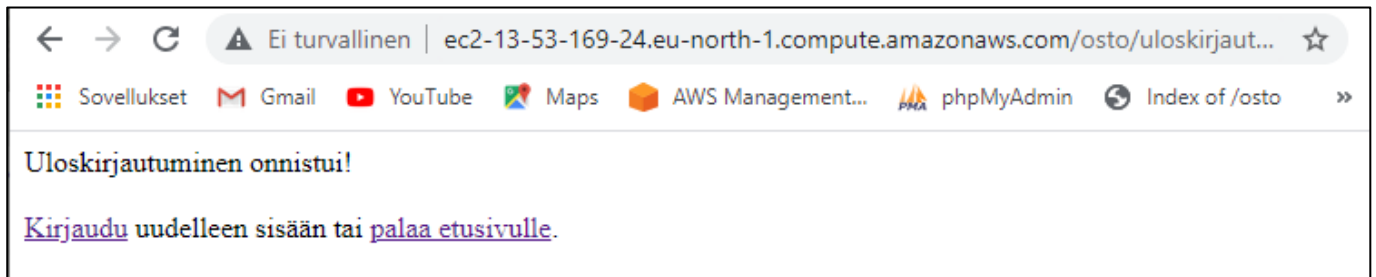 Ei turvallinen ec2-13-53-169-24.eu-north-1.compute.amazonaws.com/osto/uloskirjaut...
Sovellukset Gmail YouTube Maps AWS Management... PMA phpMyAdmin Index of /osto »
Uloskirjautuminen onnistui!
Kirjaudu uudelleen sisään tai palaa etusivulle.